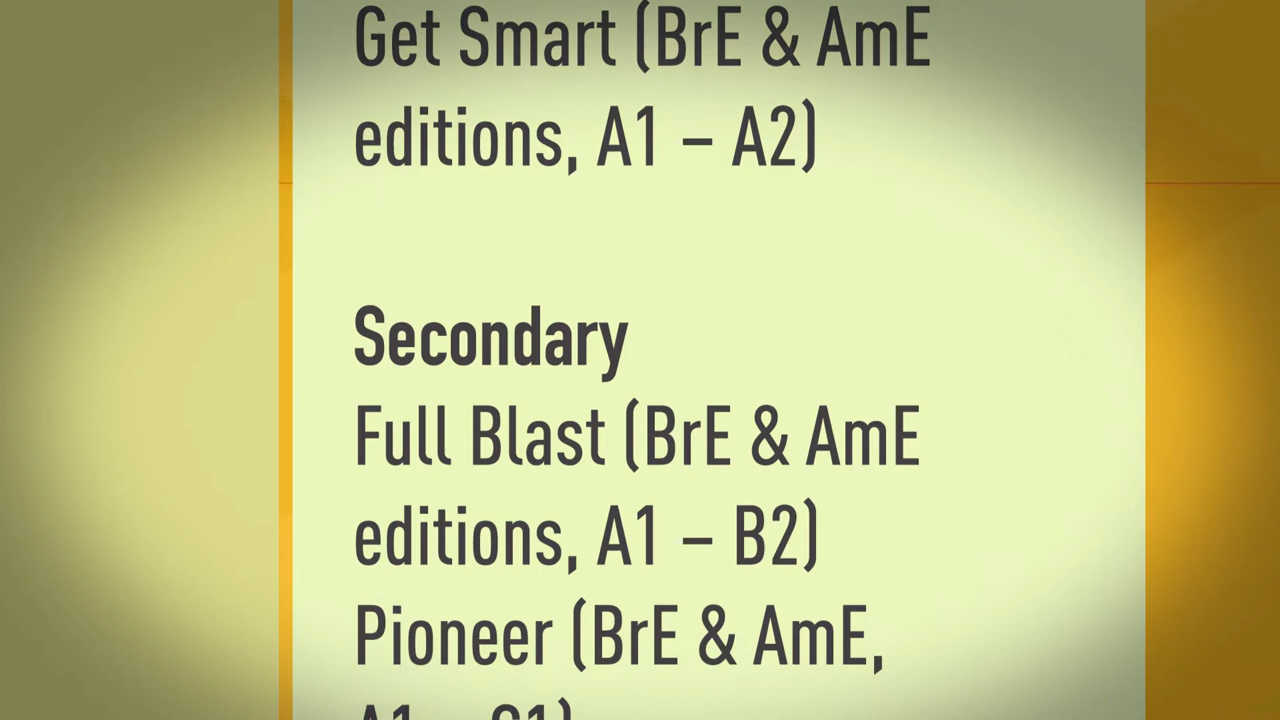 Get Smart (BrE & AmE
editions, A1 – A2)
Secondary
Full Blast (BrE & AmE
editions, A1 – B2)
Pioneer (BrE & AmE,